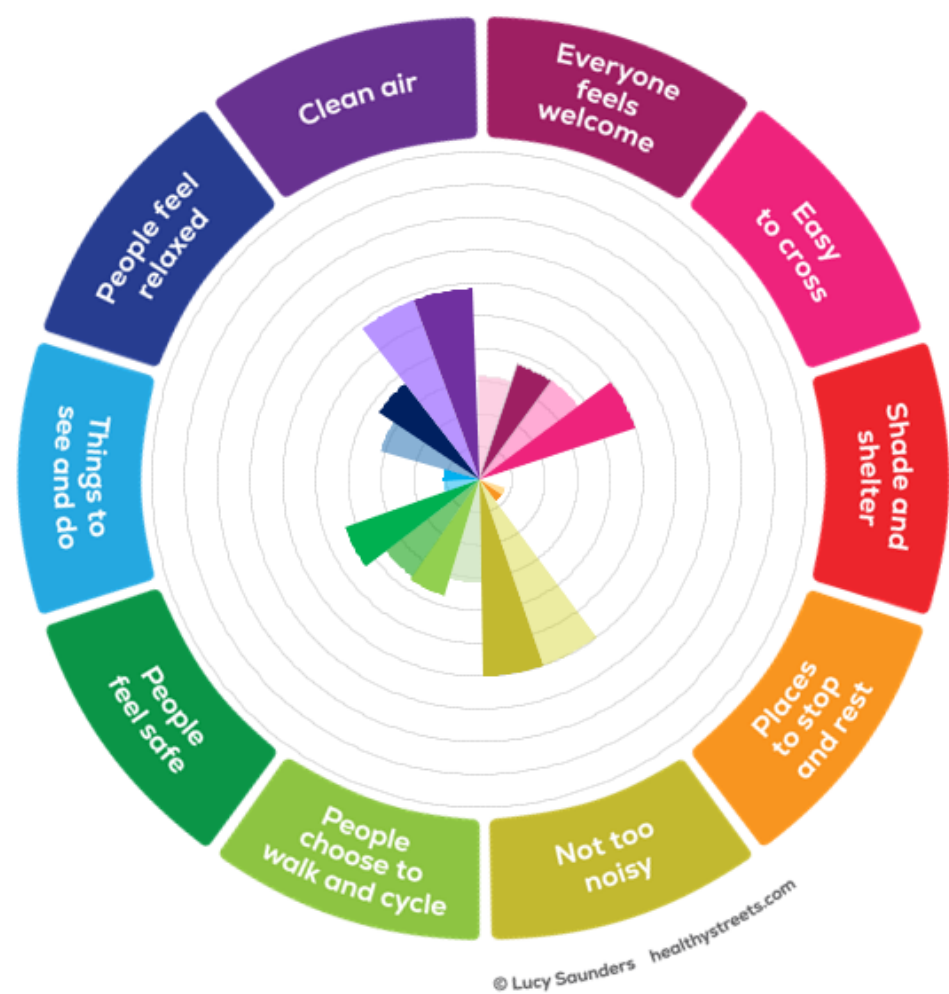 Everyone
feels
welcome
Easy
to cross
Shade and
shelter
Places
to stop
and rest
Not too
noisy
People
choose to
walk and cycle
People
feel safe
Things to
see and do
People feel
relaxed
Clean air
© Lucy Saunders healthystreets.com